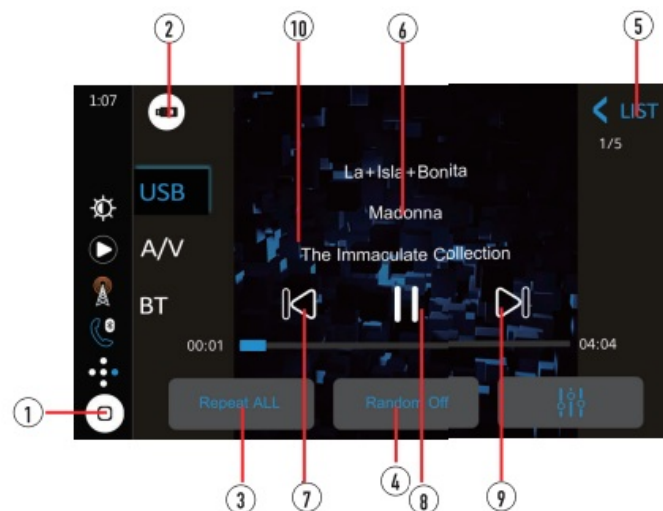 2
10
6
5
1:07
LIST
1/5
La+Isla+Bonita
USB
Madonna
A/V
The Immaculate Collection
BT
00:01
04:04
Repeat ALL
Random Off
1
3
7
4
8
9